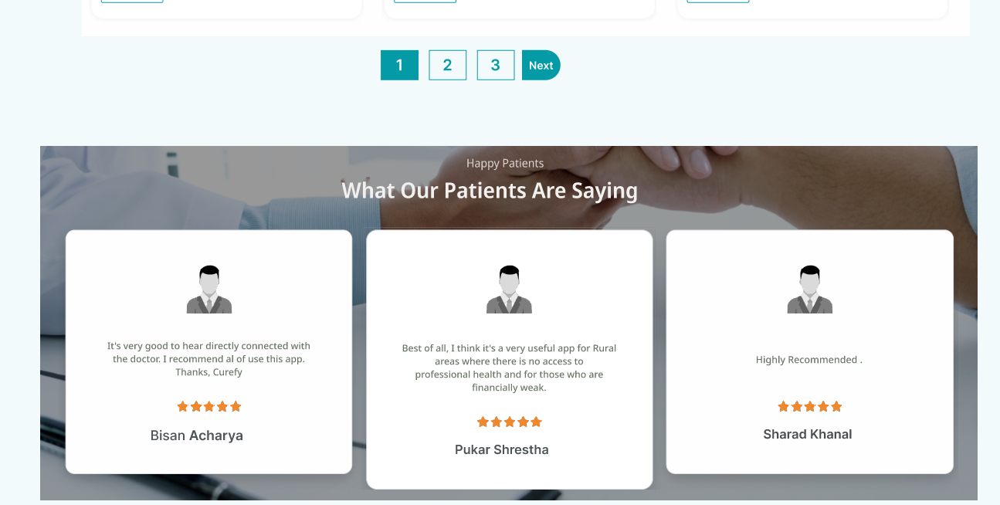 1 2 3 Next
Happy Patients
What Our Patients Are Saying
It's very good to hear directly connected with
the doctor. I recommend al of use this app.
Thanks, Curefy
Bisan Acharya
Best of all, I think it's a very useful app for Rural
areas where there is no access to
professional health and for those who are
financially weak.
Pukar Shrestha
Highly Recommended .
Sharad Khanal